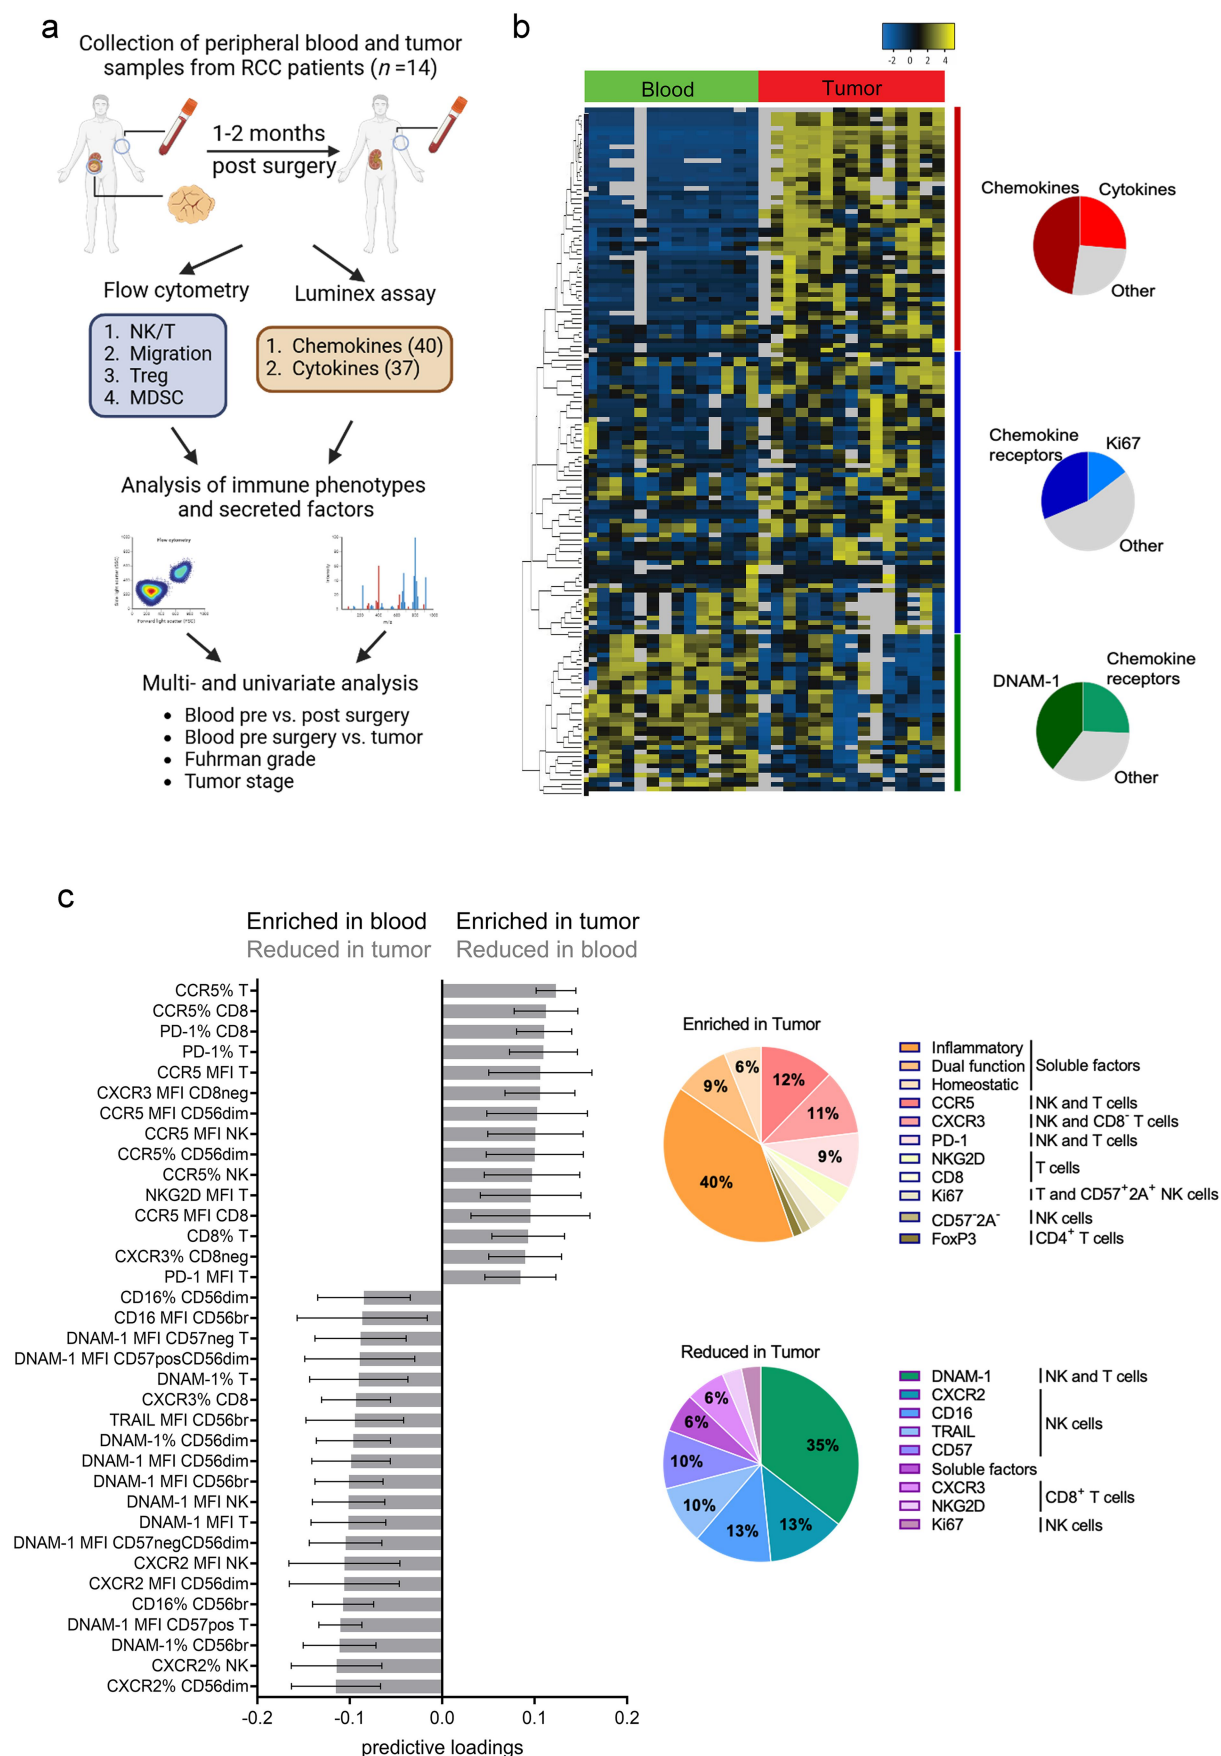 a
Collection of peripheral blood and tumor
samples from RCC patients (n =14)
1-2 months
post surgery
Flow cytometry
Luminex assay
1. NK/T
2. Migration
3. Treg
4. MDSC
1. Chemokines (40)
2. Cytokines (37)
Analysis of immune phenotypes
and secreted factors
Flow cytometry
Forward light scatter (FSC)
Intensity
m/z
Multi- and univariate analysis
• Blood pre vs. post surgery
• Blood pre surgery vs. tumor
• Fuhrman grade
• Tumor stage
b
-2 0 2 4
Blood
Tumor
Chemokines
Cytokines
Other
Chemokine
receptors
Ki67
Other
DNAM-1
Chemokine
receptors
Other
c
Enriched in blood
Reduced in tumor
Enriched in tumor
Reduced in blood
CCR5% T
CCR5% CD8
PD-1% CD8
PD-1% T
CCR5 MFI T
CXCR3 MFI CD8neg
CCR5 MFI CD56dim
CCR5 MFI NK
CCR5% CD56dim
CCR5% NK
NKG2D MFI T
CCR5 MFI CD8
CD8% T
CXCR3% CD8neg
PD-1 MFI T
CD16% CD56dim
CD16 MFI CD56br
DNAM-1 MFI CD57neg T
DNAM-1 MFI CD57posCD56dim
DNAM-1% T
CXCR3% CD8
TRAIL MFI CD56br
DNAM-1% CD56dim
DNAM-1 MFI CD56dim
DNAM-1 MFI CD56br
DNAM-1 MFI NK
DNAM-1 MFI T
DNAM-1 MFI CD57negCD56dim
CXCR2 MFI NK
CXCR2 MFI CD56dim
CD16% CD56br
DNAM-1 MFI CD57pos T
DNAM-1% CD56br
CXCR2% NK
CXCR2% CD56dim
-0.2 -0.1 0.0 0.1 0.2
predictive loadings
Enriched in Tumor
6%
9%
12%
11%
9%
40%
Inflammatory
Dual function
Homeostatic
Soluble factors
CCR5
NK and T cells
CXCR3
NK and CD8⁻ T cells
PD-1
NK and T cells
NKG2D
CD8
T cells
Ki67
T and CD57⁺2A⁺ NK cells
CD57⁻2A⁻
NK cells
FoxP3
CD4⁺ T cells
Reduced in Tumor
6%
6%
10%
10%
13%
13%
35%
DNAM-1
NK and T cells
CXCR2
CD16
TRAIL
CD57
NK cells
Soluble factors
CXCR3
NKG2D
CD8⁺ T cells
Ki67
NK cells